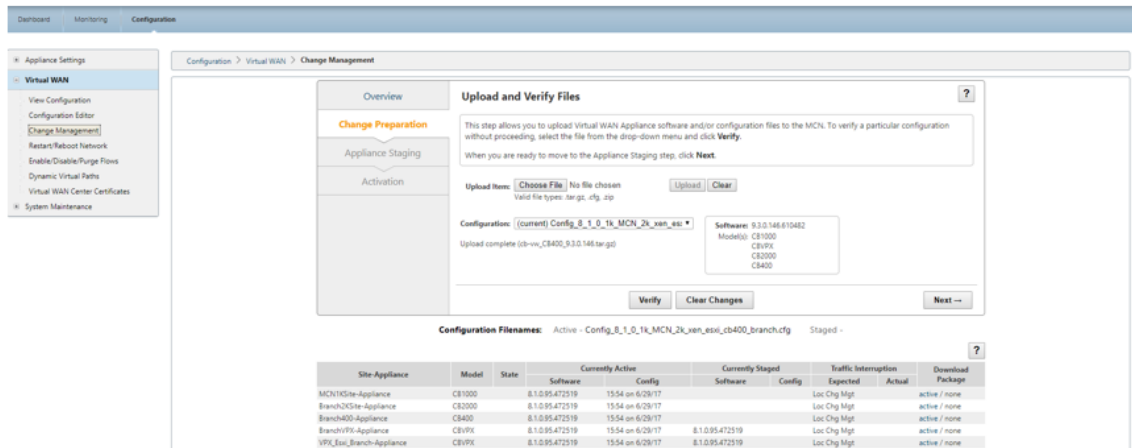 Dashboard Monitoring Configuration
Appliance Settings
Virtual WAN
View Configuration
Configuration Editor
Change Management
Restart/Reboot Network
Enable/Disable/Purge Flows
Dynamic Virtual Paths
Virtual WAN Center Certificates
System Maintenance
Configuration > Virtual WAN > Change Management
Overview
Change Preparation
Appliance Staging
Activation
Upload and Verify Files
?
This step allows you to upload Virtual WAN Appliance software and/or configuration files to the MCN. To verify a particular configuration
without proceeding, select the file from the drop-down menu and click Verify.
When you are ready to move to the Appliance Staging step, click Next.
Upload Item: Choose File No file chosen Upload Clear
Valid file types: .tar.gz, .cfg, .zip
Configuration: (current) Config_8_1_0_1k_MCN_2k_xen_es:
Upload complete (cb-vw_CB400_9.3.0.146.tar.gz)
Software: 9.3.0.146.610482
Model(s): CB1000
CBVPX
CB2000
CB400
Verify Clear Changes Next →
Configuration Filenames: Active - Config_8_1_0_1k_MCN_2k_xen_esxi_cb400_branch.cfg Staged -
?
Site-Appliance Model State Currently Active Currently Staged Traffic Interruption Download Package
Software Config Software Config Expected Actual
MCN1KSite-Appliance CB1000 8.1.0.95.472519 15:54 on 6/29/17 Loc Chg Mgt active / none
Branch2KSite-Appliance CB2000 8.1.0.95.472519 15:54 on 6/29/17 Loc Chg Mgt active / none
Branch400-Appliance CB400 8.1.0.95.472519 15:54 on 6/29/17 Loc Chg Mgt active / none
BranchVPX-Appliance CBVPX 8.1.0.95.472519 15:54 on 6/29/17 8.1.0.95.472519 Loc Chg Mgt active / none
VPX_Esxi_Branch-Appliance CBVPX 8.1.0.95.472519 15:54 on 6/29/17 8.1.0.95.472519 Loc Chg Mgt active / none